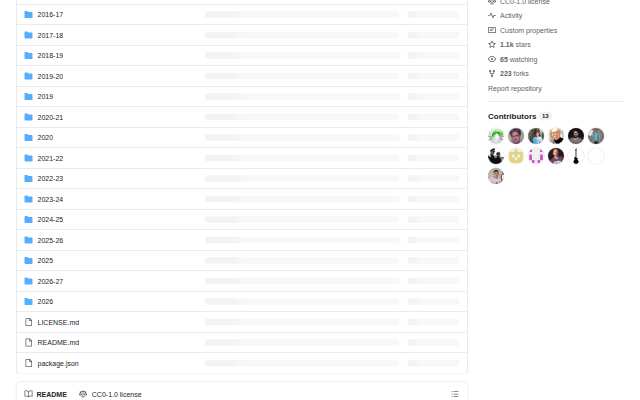 2016-17
2017-18
2018-19
2019-20
2019
2020-21
2020
2021-22
2022-23
2023-24
2024-25
2025-26
2025
2026-27
2026
LICENSE.md
README.md
package.json
README CC0-1.0 license
CC0-1.0 license
Activity
Custom properties
1.1k stars
65 watching
223 forks
Report repository
Contributors 13